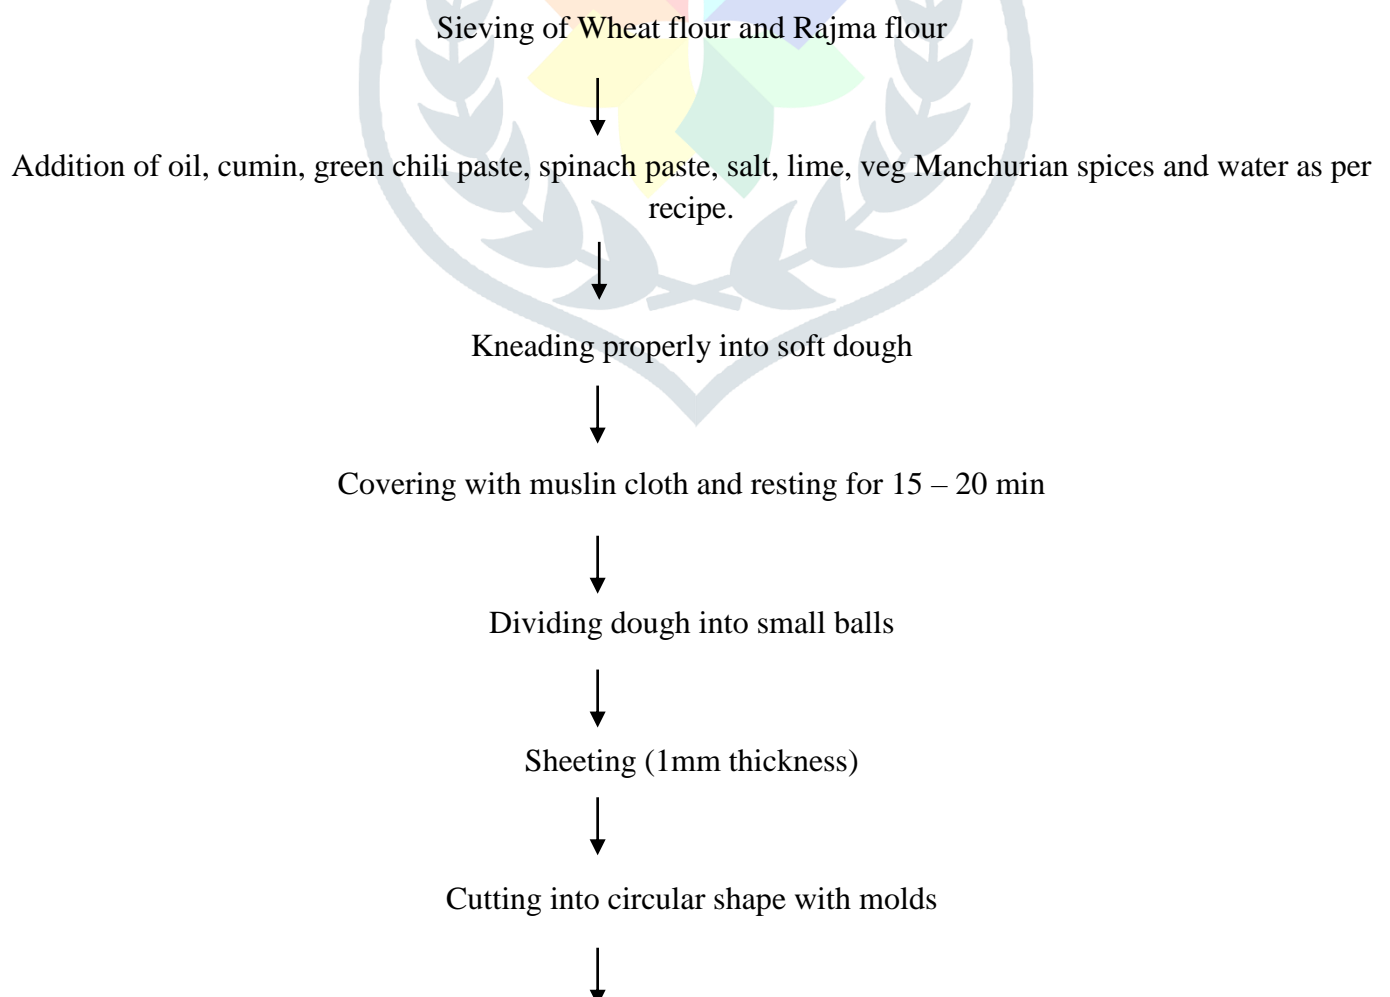 Sieving of Wheat flour and Rajma flour
Addition of oil, cumin, green chili paste, spinach paste, salt, lime, veg Manchurian spices and water as per
recipe.
Kneading properly into soft dough
Covering with muslin cloth and resting for 15 – 20 min
Dividing dough into small balls
Sheeting (1mm thickness)
Cutting into circular shape with molds